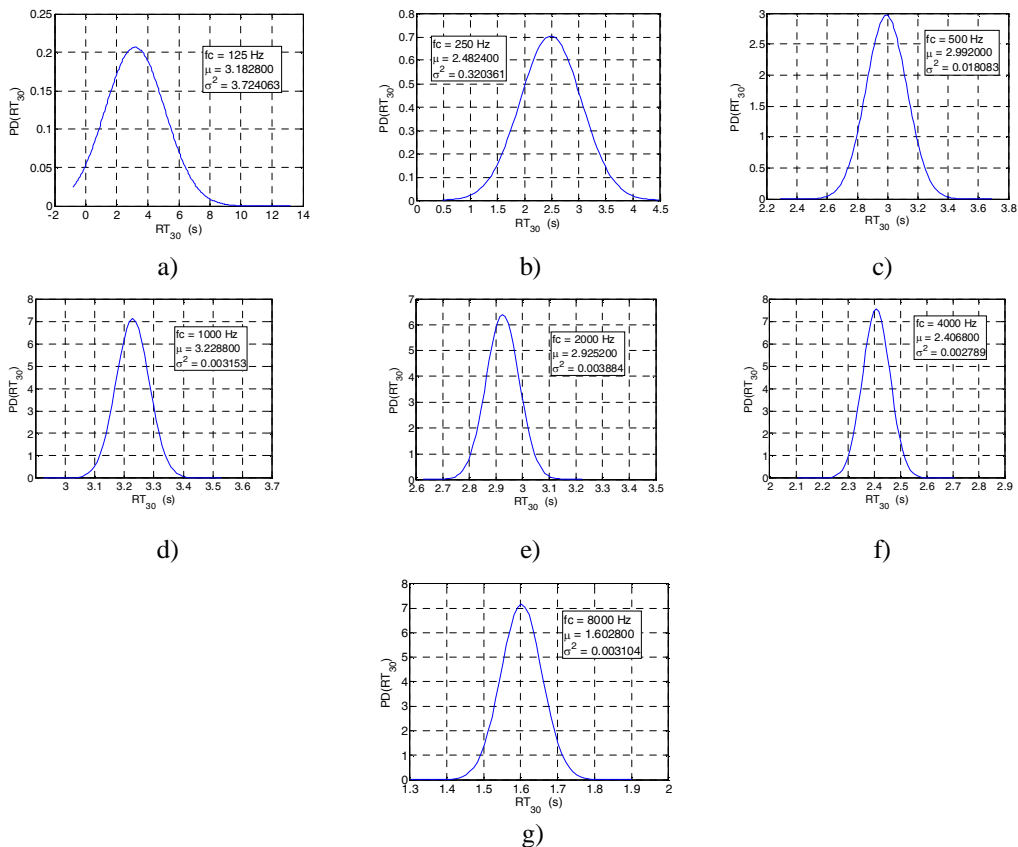 0.25
0.2
0.15
0.1
0.05
0
PD(RT30)
fc = 125 Hz
μ = 3.182800
σ² = 3.724063
-2 0 2 4 6 8 10 12 14
RT30 (s)
a)
0.8
0.7
0.6
0.5
0.4
0.3
0.2
0.1
0
PD(RT30)
fc = 250 Hz
μ = 2.482400
σ² = 0.320361
0 0.5 1 1.5 2 2.5 3 3.5 4 4.5
RT30 (s)
b)
3
2.5
2
1.5
1
0.5
0
PD(RT30)
fc = 500 Hz
μ = 2.992000
σ² = 0.018083
2.2 2.4 2.6 2.8 3 3.2 3.4 3.6 3.8
RT30 (s)
c)
8
7
6
5
4
3
2
1
0
PD(RT30)
fc = 1000 Hz
μ = 3.228800
σ² = 0.003153
3 3.1 3.2 3.3 3.4 3.5 3.6 3.7
RT30 (s)
d)
7
6
5
4
3
2
1
0
PD(RT30)
fc = 2000 Hz
μ = 2.925200
σ² = 0.003884
2.6 2.7 2.8 2.9 3 3.1 3.2 3.3 3.4 3.5
RT30 (s)
e)
8
7
6
5
4
3
2
1
0
PD(RT30)
fc = 4000 Hz
μ = 2.406800
σ² = 0.002789
2 2.1 2.2 2.3 2.4 2.5 2.6 2.7 2.8 2.9
RT30 (s)
f)
8
7
6
5
4
3
2
1
0
PD(RT30)
fc = 8000 Hz
μ = 1.602800
σ² = 0.003104
1.3 1.4 1.5 1.6 1.7 1.8 1.9 2
RT30 (s)
g)